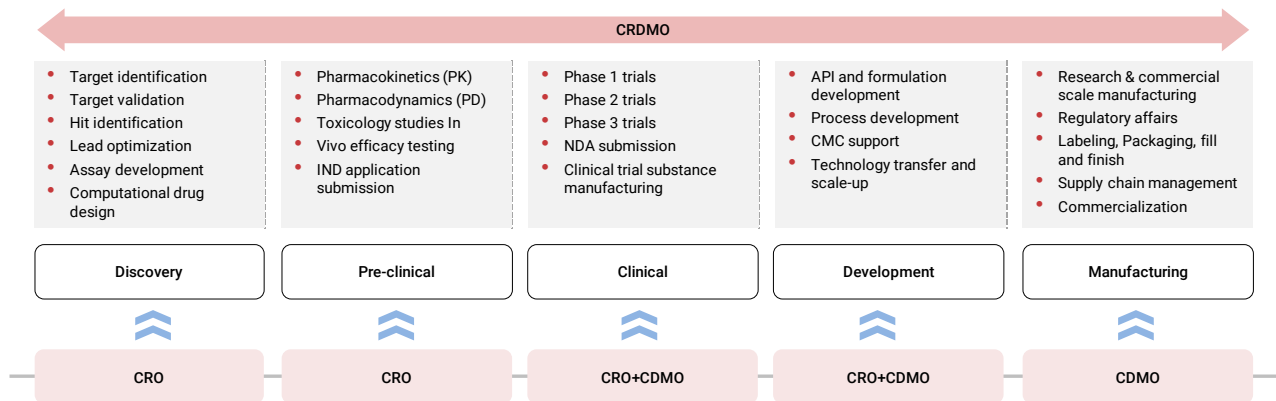 CRDMO
Target identification
Target validation
Hit identification
Lead optimization
Assay development
Computational drug
design
Pharmacokinetics (PK)
Pharmacodynamics (PD)
Toxicology studies In
Vivo efficacy testing
IND application
submission
Phase 1 trials
Phase 2 trials
Phase 3 trials
NDA submission
Clinical trial substance
manufacturing
API and formulation
development
Process development
CMC support
Technology transfer and
scale-up
Research & commercial
scale manufacturing
Regulatory affairs
Labeling, Packaging, fill
and finish
Supply chain management
Commercialization
Discovery
Pre-clinical
Clinical
Development
Manufacturing
CRO
CRO
CRO+CDMO
CRO+CDMO
CDMO